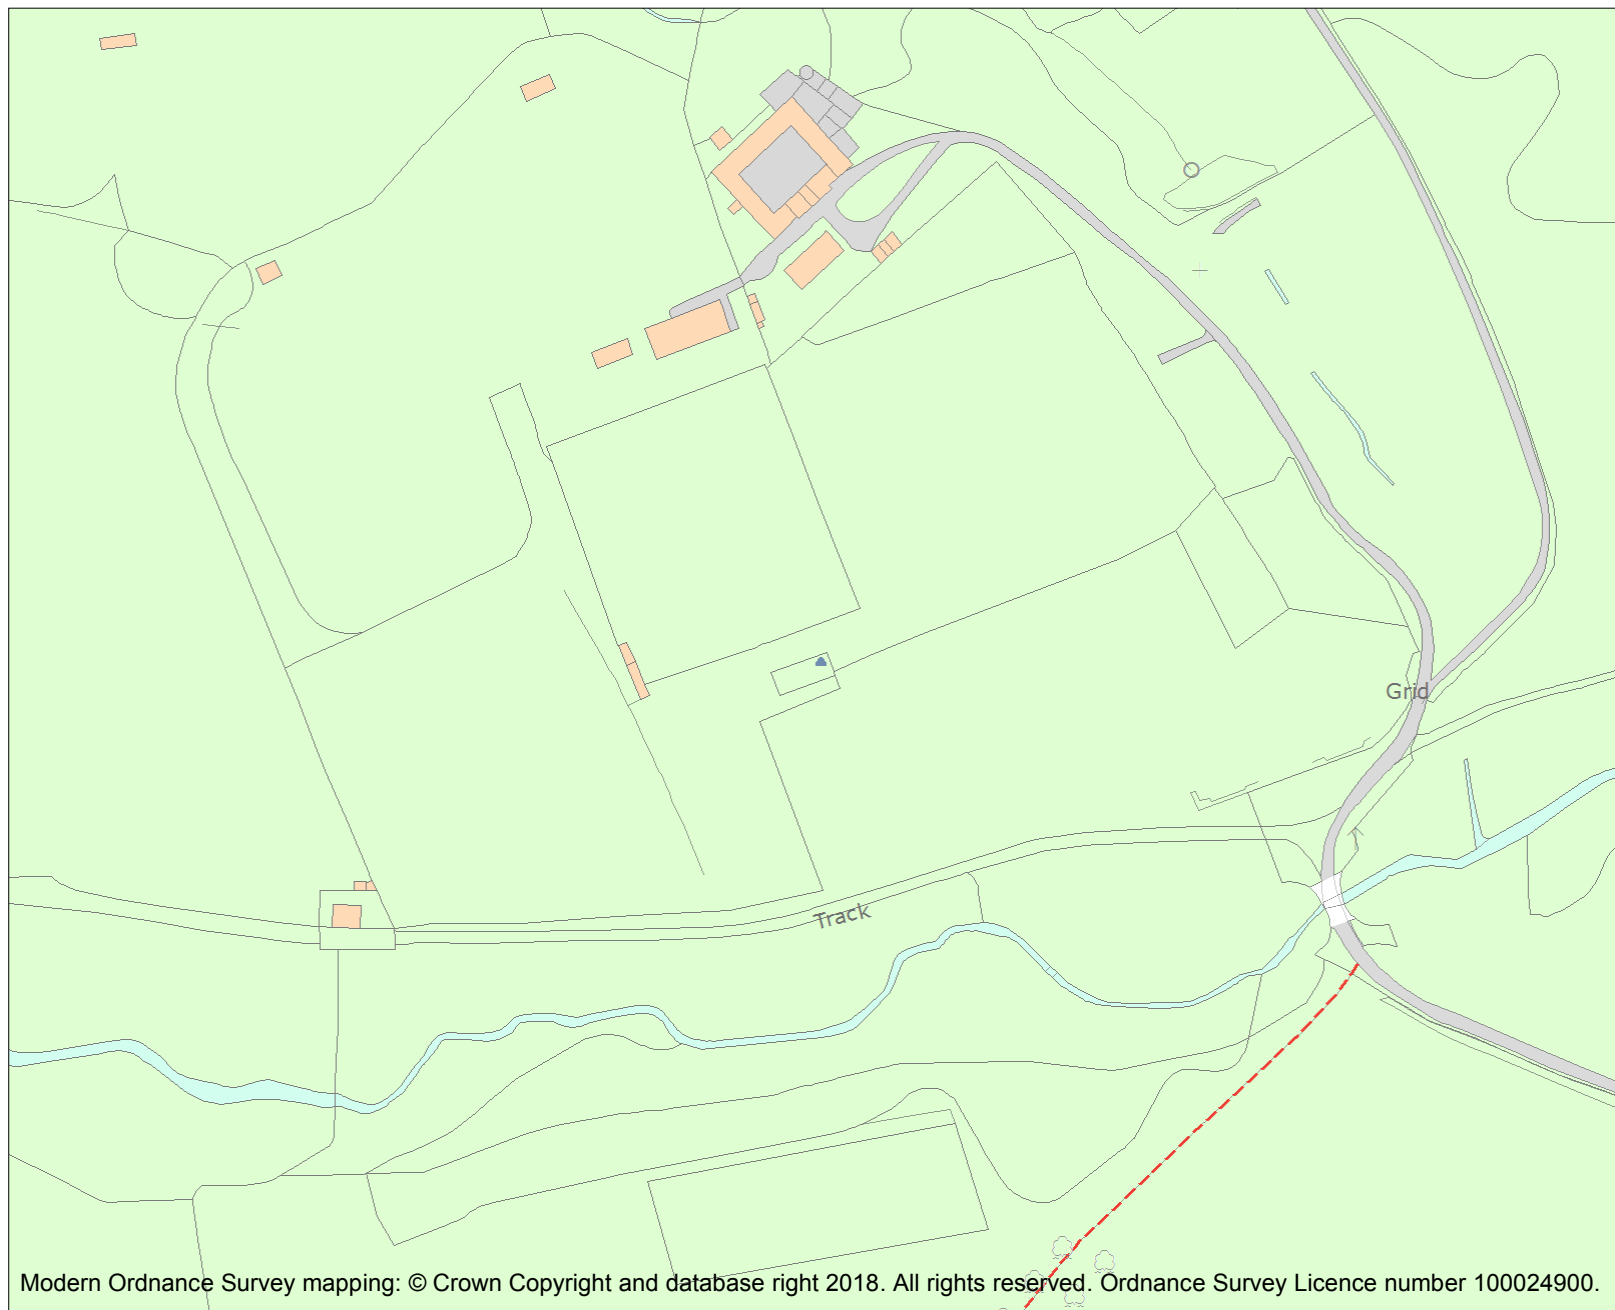 Grid
Track
Modern Ordnance Survey mapping: © Crown Copyright and database right 2018. All rights reserved. Ordnance Survey Licence number 100024900.